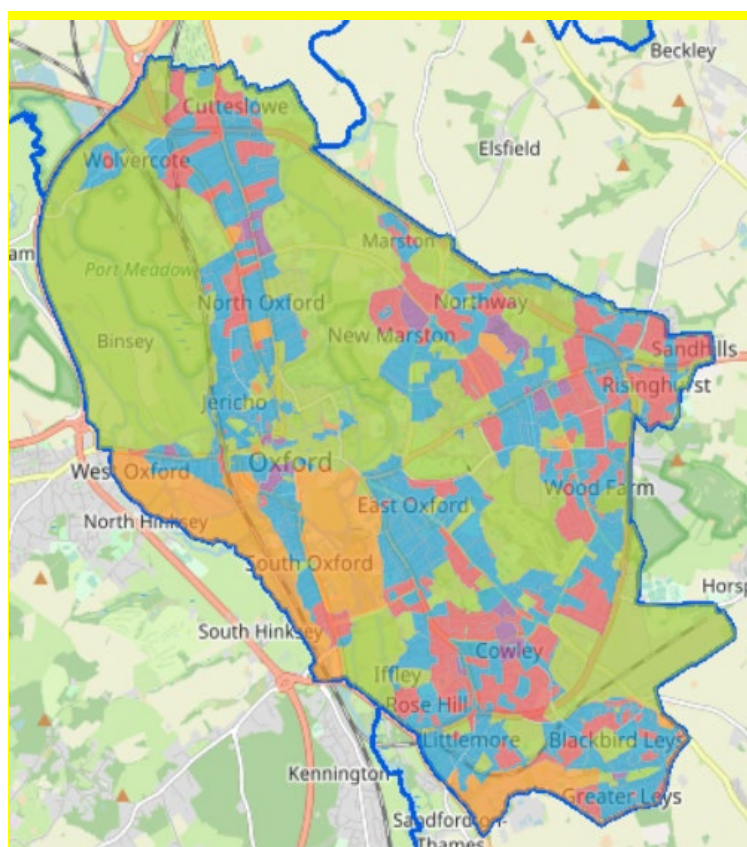 Beckley
Cutteslowe
Elsfield
Wolvercote
Marston
am
Port Meadow
North Oxford
Northway
Binsey
New Marston
Sandhills
Risinghurst
Jericho
Oxford
West Oxford
Wood Farm
East Oxford
North Hinksey
South Oxford
Horsp
South Hinksey
Cowley
Iffley
Rose Hill
Littlemore
Blackbird Leys
Kennington
Greater Leys
Sandford-on-
Thames